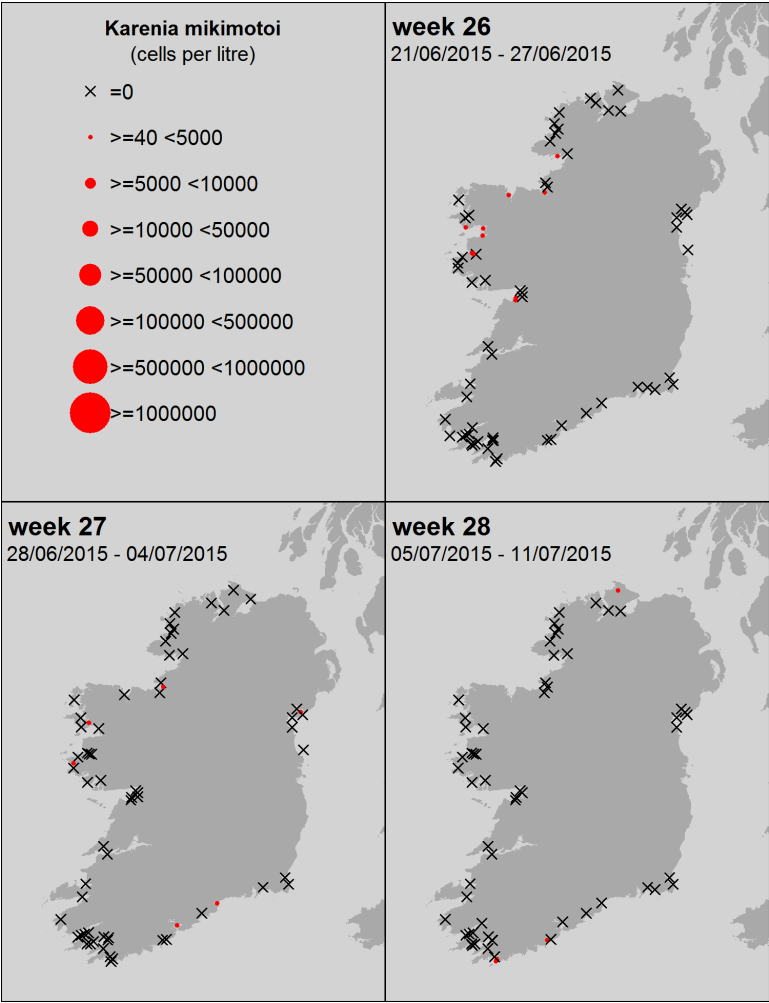 Karenia mikimotoi
(cells per litre)
=0
>=40 <5000
>=5000 <10000
>=10000 <50000
>=50000 <100000
>=100000 <500000
>=500000 <1000000
>=1000000
week 26
21/06/2015 - 27/06/2015
week 27
28/06/2015 - 04/07/2015
week 28
05/07/2015 - 11/07/2015